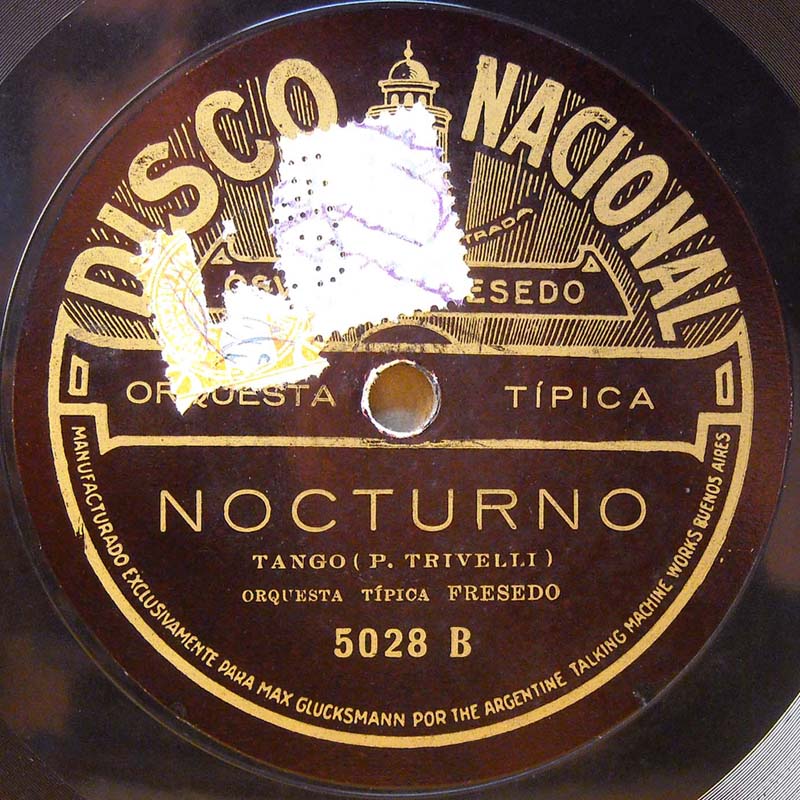 DISCO NACIONAL
TRADA
ESEDO
ORQUESTA TÍPICA
NOCTURNO
TANGO (P. TRIVELLI)
ORQUESTA TÍPICA FRESEDO
5028 B
MANUFACTURADO EXCLUSIVAMENTE PARA MAX GLUCKSMANN POR THE ARGENTINE TALKING MACHINE WORKS BUENOS AIRES